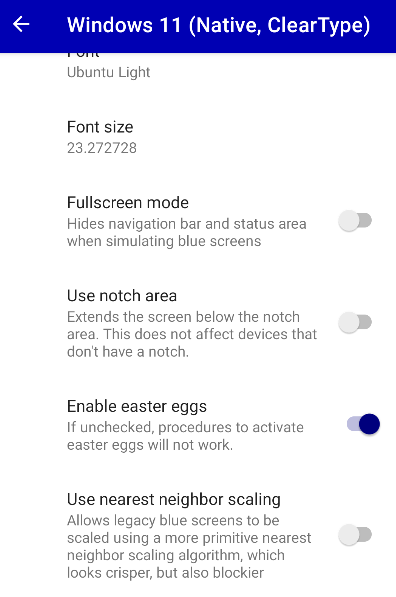 Windows 11 (Native, ClearType)
Font
Ubuntu Light
Font size
23.272728
Fullscreen mode
Hides navigation bar and status area
when simulating blue screens
Use notch area
Extends the screen below the notch
area. This does not affect devices that
don't have a notch.
Enable easter eggs
If unchecked, procedures to activate
easter eggs will not work.
Use nearest neighbor scaling
Allows legacy blue screens to be
scaled using a more primitive nearest
neighbor scaling algorithm, which
looks crisper, but also blockier